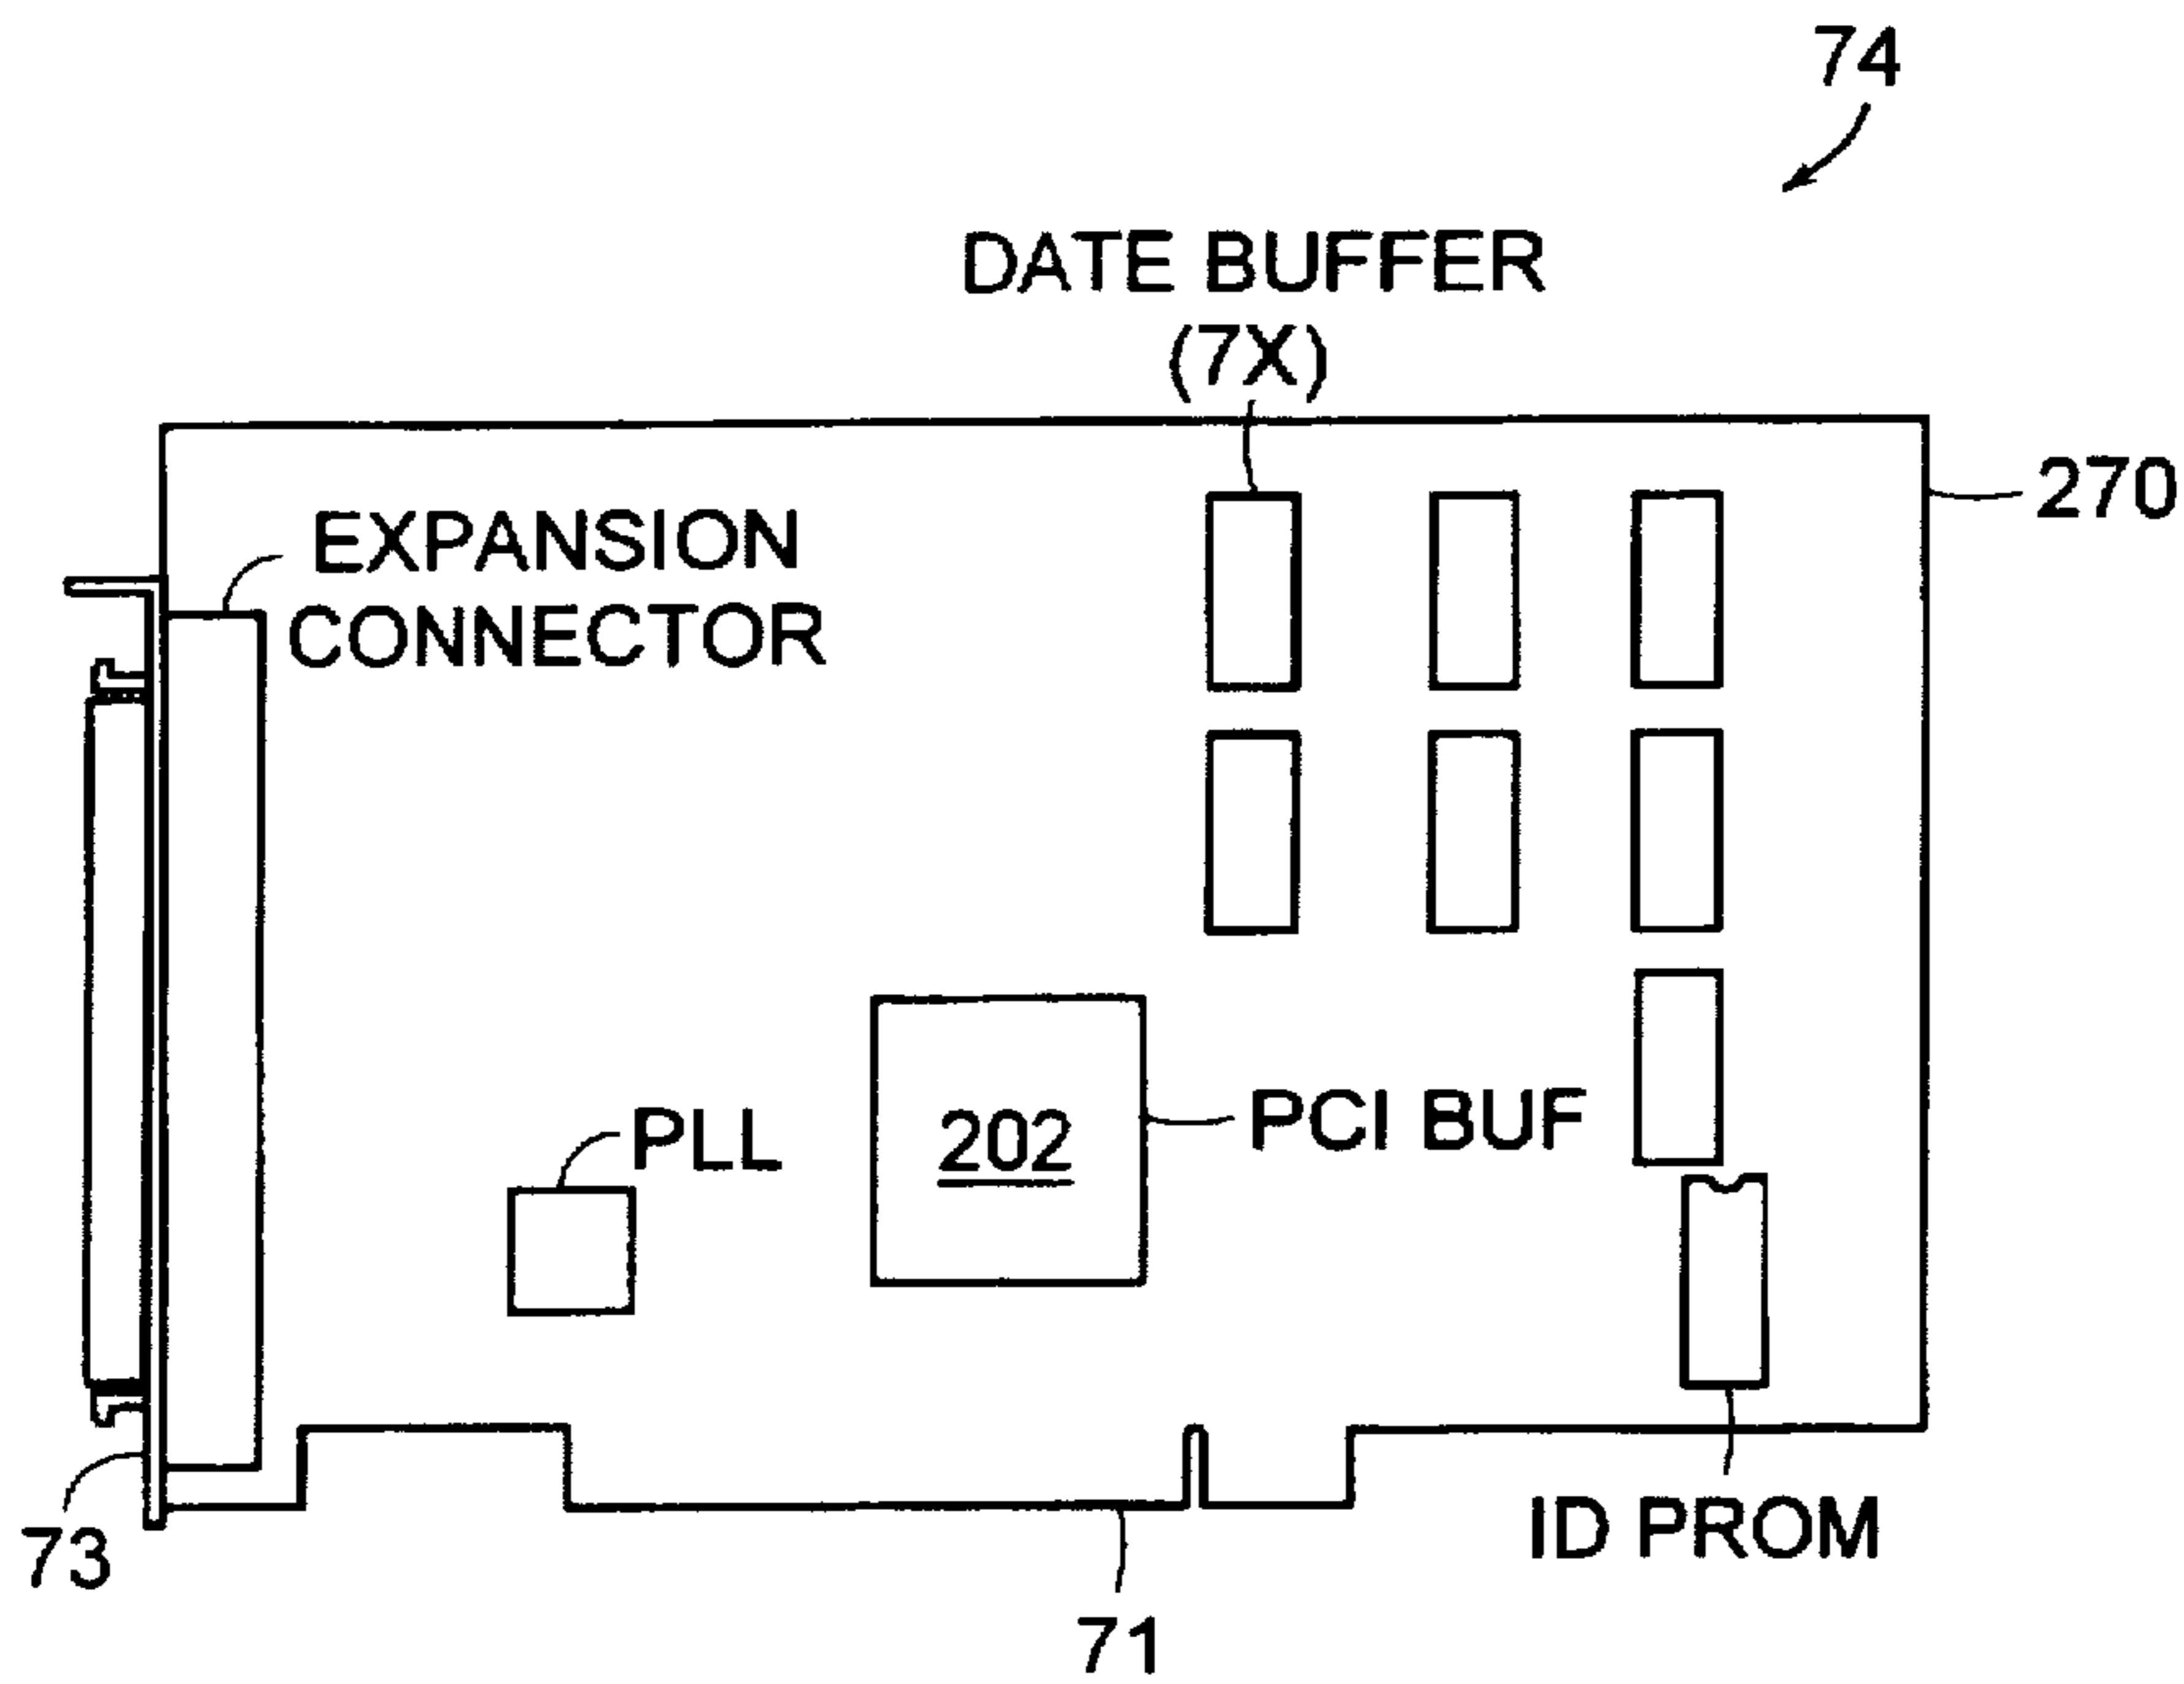 74
DATE BUFFER
(7X)
270
EXPANSION
CONNECTOR
PLL
202
PCI BUF
ID PROM
73
71